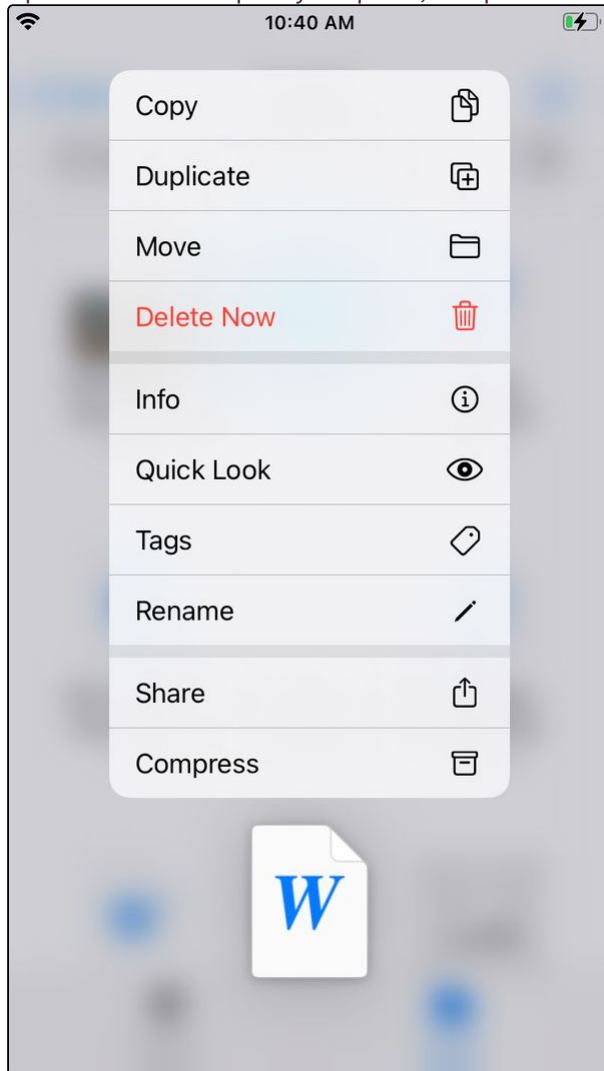 10:40 AM
Copy
Duplicate
Move
Delete Now
Info
Quick Look
Tags
Rename
Share
Compress
W